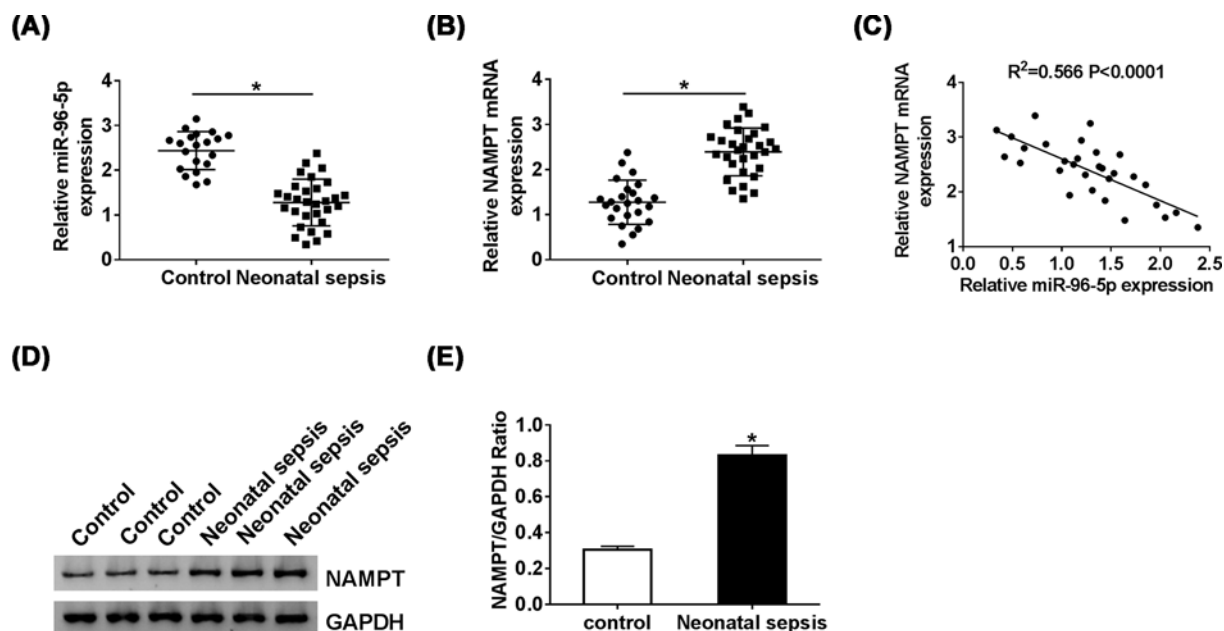 (A)
Relative miR-96-5p
expression
4
3
2
1
0
*
Control Neonatal sepsis
(B)
Relative NAMPT mRNA
expression
4
3
2
1
0
*
Control Neonatal sepsis
(C)
R²=0.566 P<0.0001
Relative NAMPT mRNA
expression
4
3
2
1
0.0 0.5 1.0 1.5 2.0 2.5
Relative miR-96-5p expression
(D)
Control
Control
Control
Neonatal sepsis
Neonatal sepsis
Neonatal sepsis
NAMPT
GAPDH
(E)
NAMPT/GAPDH Ratio
1.0
0.8
0.6
0.4
0.2
0.0
*
control Neonatal sepsis